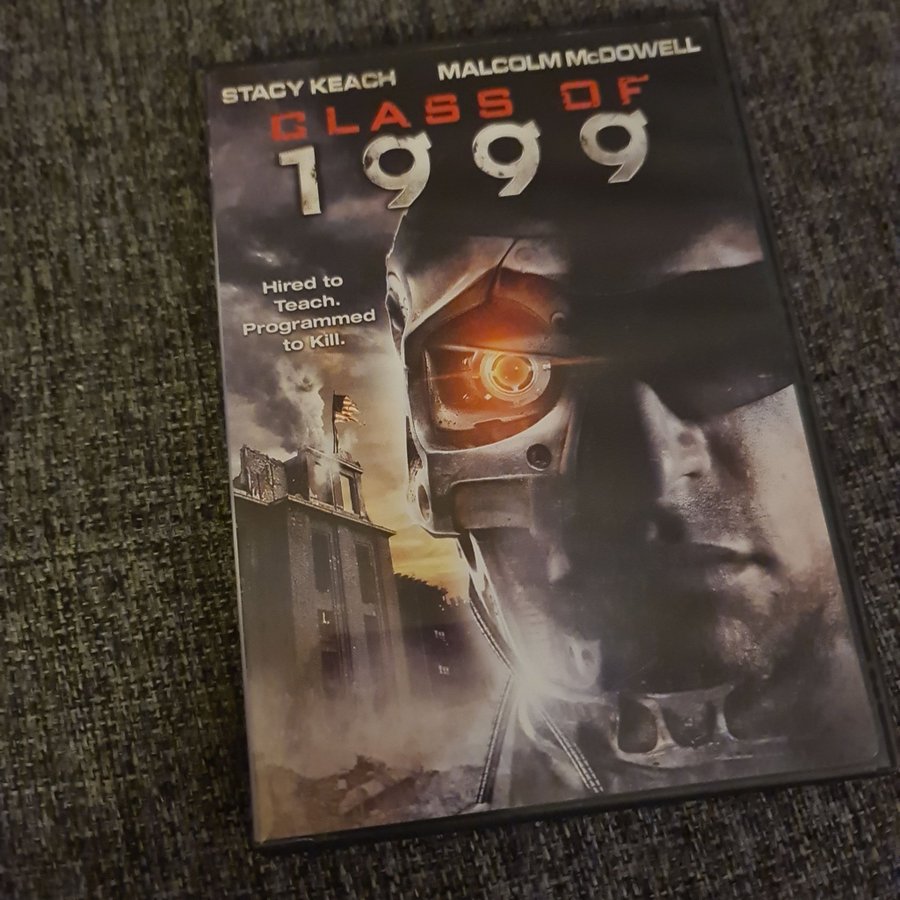 STACY KEACH MALCOLM McDOWELL
CLASS OF
1999
Hired to
Teach.
Programmed
to Kill.